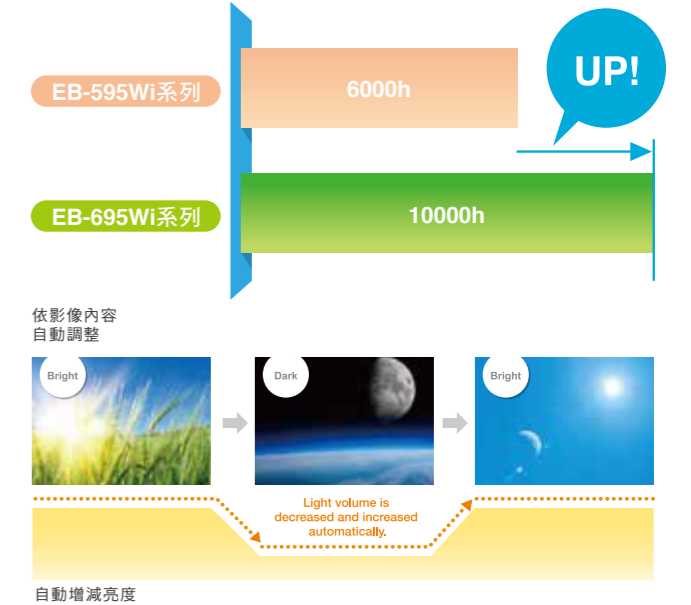 EB-595Wi系列
6000h
UP!
EB-695Wi系列
10000h
依影像內容
自動調整
Bright
Dark
Bright
Light volume is
decreased and increased
automatically.
自動增減亮度